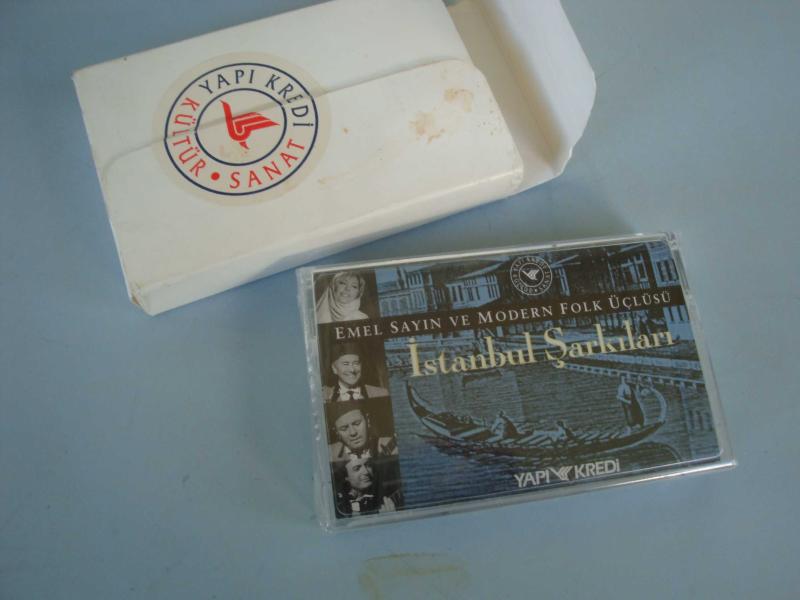 YAPI KREDİ
KÜLTÜR • SANAT
EMEL SAYIN VE MODERN FOLK ÜÇLÜSÜ
İstanbul Şarkıları
YAPI KREDİ